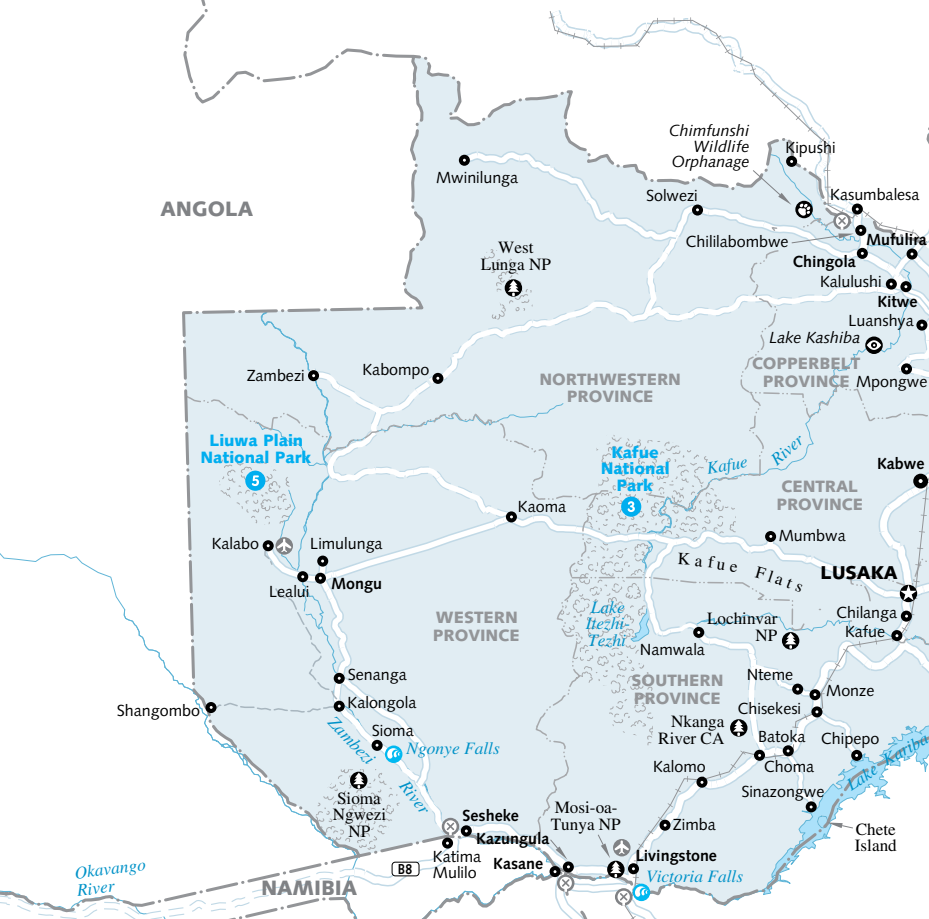 Chimfunshi
Wildlife
Orphanage
Kipushi
Mwinilunga
Solwezi
Kasumbalesa
ANGOLA
Chililabombwe
Mufulira
West
Lunga NP
Chingola
Kalulushi
Kitwe
Luanshya
Lake Kashiba
Zambezi
Kabompo
NORTHWESTERN
PROVINCE
COPPERBELT
PROVINCE
Mpongwe
Liuwa Plain
National Park
5
Kafue
National
Park
3
Kafue
River
Kabwe
CENTRAL
PROVINCE
Kaoma
Kalabo
Limulunga
Mumbwa
Kafue Flats
LUSAKA
Lealui
Mongu
WESTERN
PROVINCE
Lake
Itezhi-
Tezhi
Lochinvar
NP
Chilanga
Kafue
Namwala
Senanga
SOUTHERN
PROVINCE
Nteme
Monze
Shangombo
Kalongola
Chisekesi
Nkanga
River CA
Sioma
Ngonye Falls
Zambezi
River
Batoka
Chipepo
Choma
Kalomo
Lake Kariba
Sinazongwe
Sioma
Ngwezi
NP
Mosi-oa-
Tunya NP
Sesheke
Zimba
Chete
Island
Kazungula
Katima
Mulilo
B8
Kasane
Livingstone
Okavango
River
NAMIBIA
Victoria Falls